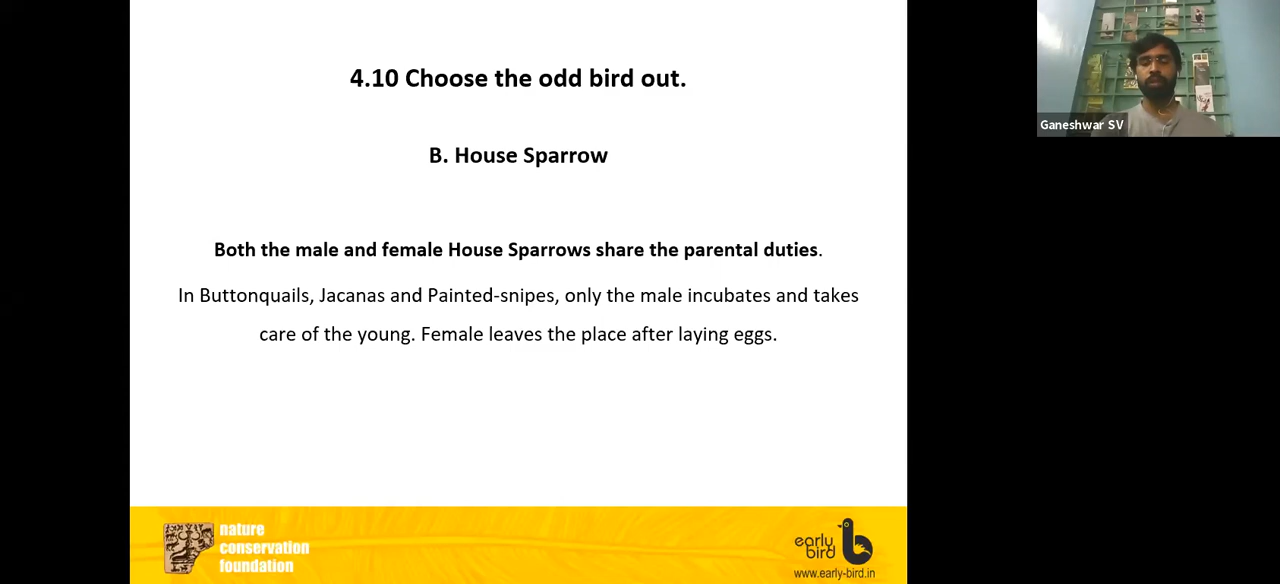 4.10 Choose the odd bird out.
B. House Sparrow
Both the male and female House Sparrows share the parental duties.
In Buttonquails, Jacanas and Painted-snipes, only the male incubates and takes
care of the young. Female leaves the place after laying eggs.
Ganeshwar SV
nature
conservation
foundation
early
bird
www.early-bird.in